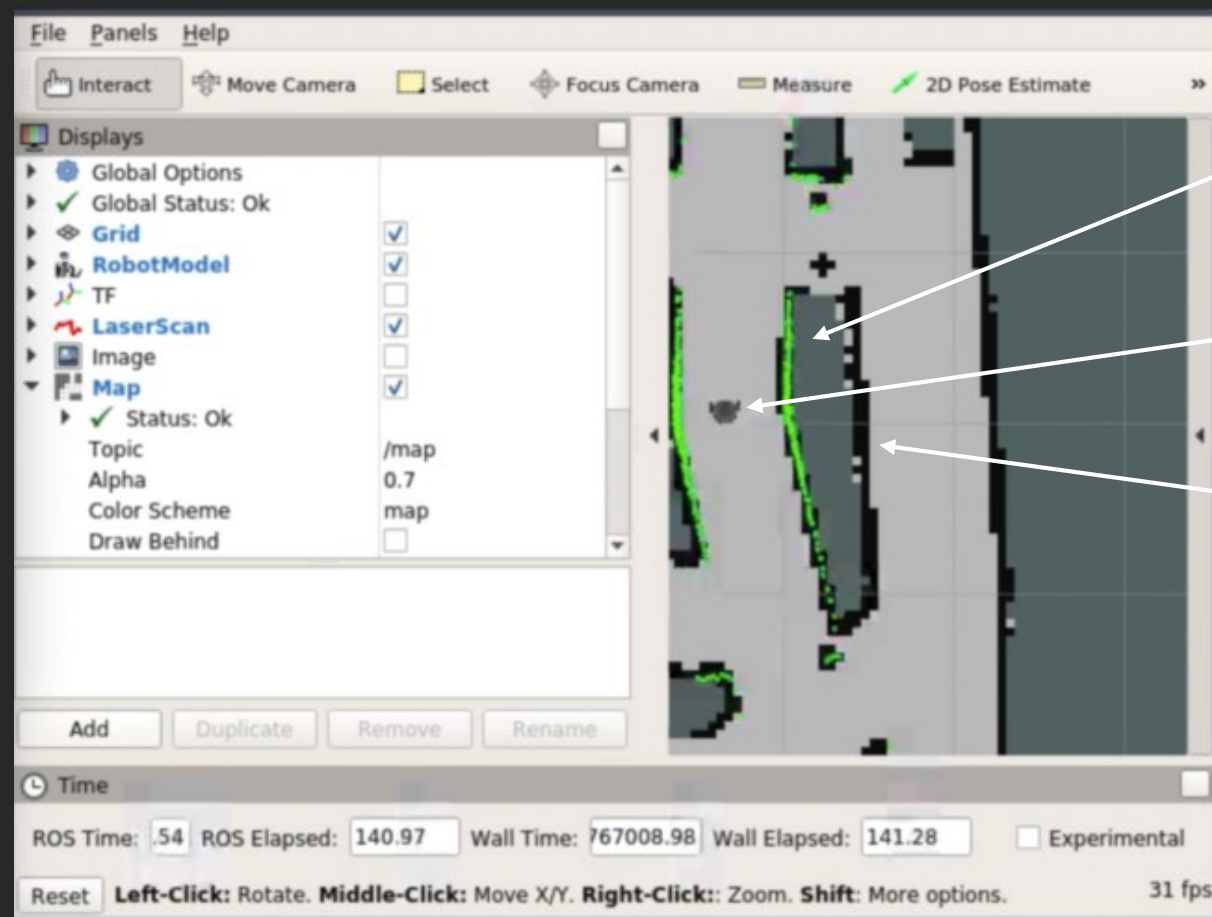 File Panels Help
Interact Move Camera Select Focus Camera Measure 2D Pose Estimate »
Displays
Global Options
Global Status: Ok
Grid
RobotModel
TF
LaserScan
Image
Map
Status: Ok
Topic /map
Alpha 0.7
Color Scheme map
Draw Behind
Add Duplicate Remove Rename
Time
ROS Time: .54 ROS Elapsed: 140.97 Wall Time: 767008.98 Wall Elapsed: 141.28 Experimental
Reset Left-Click: Rotate. Middle-Click: Move X/Y. Right-Click:: Zoom. Shift: More options. 31 fps